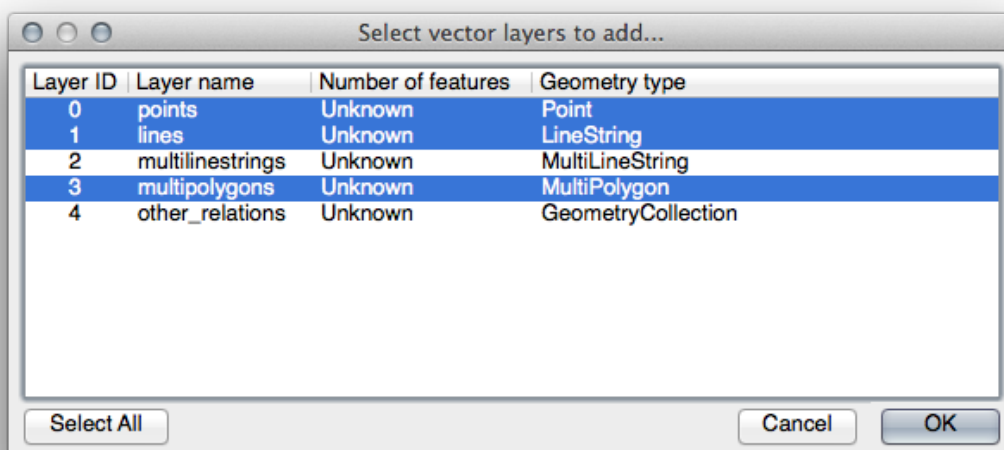 Select vector layers to add...
Layer ID Layer name Number of features Geometry type
0 points Unknown Point
1 lines Unknown LineString
2 multilinestrings Unknown MultiLineString
3 multipolygons Unknown MultiPolygon
4 other_relations Unknown GeometryCollection
Select All Cancel OK